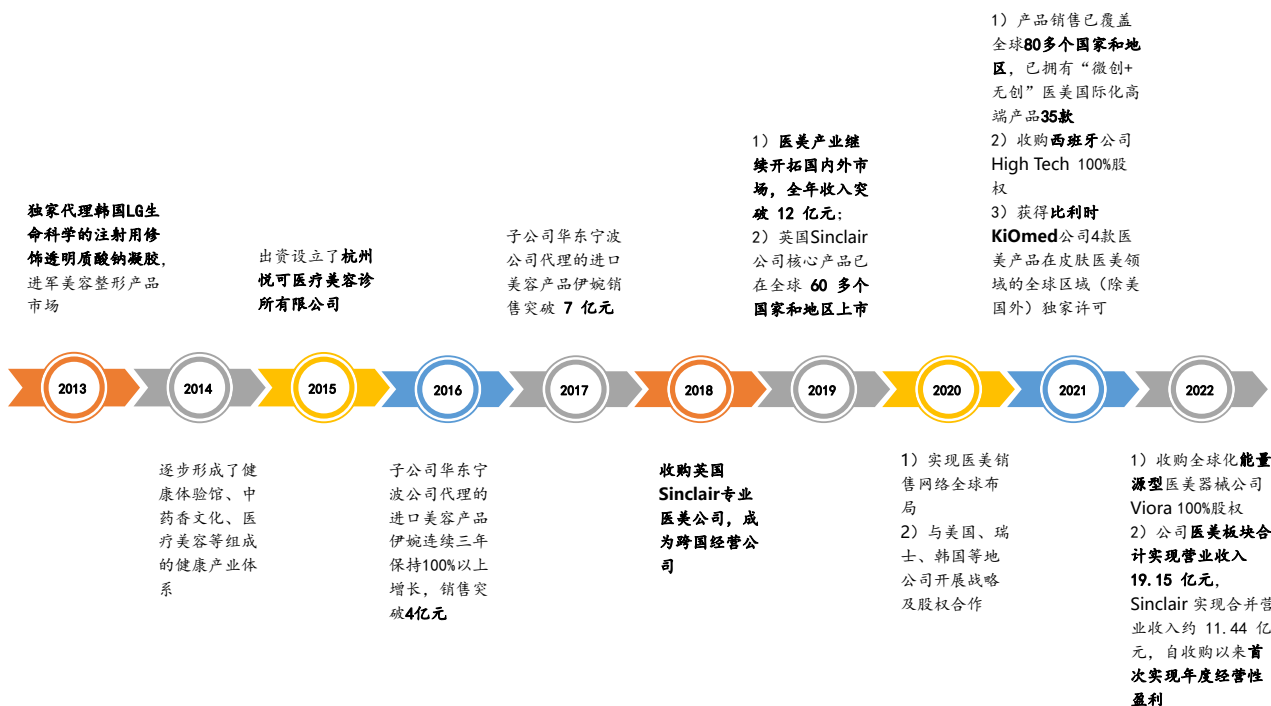 独家代理韩国LG生
命科学的注射用修
饰透明质酸钠凝胶，
进军美容整形产品
市场
出资设立了杭州
悦可医疗美容诊
所有限公司
子公司华东宁波
公司代理的进口
美容产品伊婉销
售突破 7 亿元
1）医美产业继
续开拓国内外市
场，全年收入突
破 12 亿元；
2）英国Sinclair
公司核心产品已
在全球 60 多个
国家和地区上市
1）产品销售已覆盖
全球80多个国家和地
区，已拥有“微创+
无创”医美国际化高
端产品35款
2）收购西班牙公司
High Tech 100%股
权
3）获得比利时
KiOmed公司4款医
美产品在皮肤医美领
域的全球区域（除美
国外）独家许可
2013
2014
2015
2016
2017
2018
2019
2020
2021
2022
逐步形成了健
康体验馆、中
药香文化、医
疗美容等组成
的健康产业体
系
子公司华东宁
波公司代理的
进口美容产品
伊婉连续三年
保持100%以上
增长，销售突
破4亿元
收购英国
Sinclair专业
医美公司，成
为跨国经营公
司
1）实现医美销
售网络全球布
局
2）与美国、瑞
士、韩国等地
公司开展战略
及股权合作
1）收购全球化能量
源型医美器械公司
Viora 100%股权
2）公司医美板块合
计实现营业收入
19.15 亿元，
Sinclair 实现合并营
业收入约 11.44 亿
元，自收购以来首
次实现年度经营性
盈利